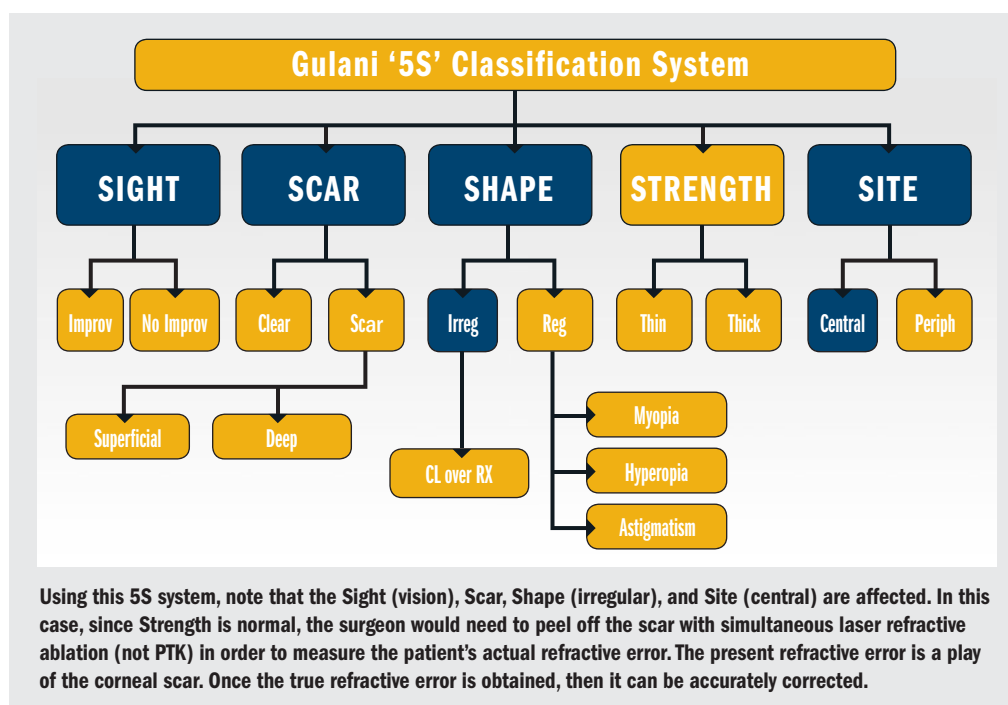 Gulani ‘5S’ Classification System
SIGHT
SCAR
SHAPE
STRENGTH
SITE
Improv
No Improv
Clear
Scar
Irreg
Reg
Thin
Thick
Central
Periph
Superficial
Deep
CL over RX
Myopia
Hyperopia
Astigmatism
Using this 5S system, note that the Sight (vision), Scar, Shape (irregular), and Site (central) are affected. In this
case, since Strength is normal, the surgeon would need to peel off the scar with simultaneous laser refractive
ablation (not PTK) in order to measure the patient’s actual refractive error. The present refractive error is a play
of the corneal scar. Once the true refractive error is obtained, then it can be accurately corrected.